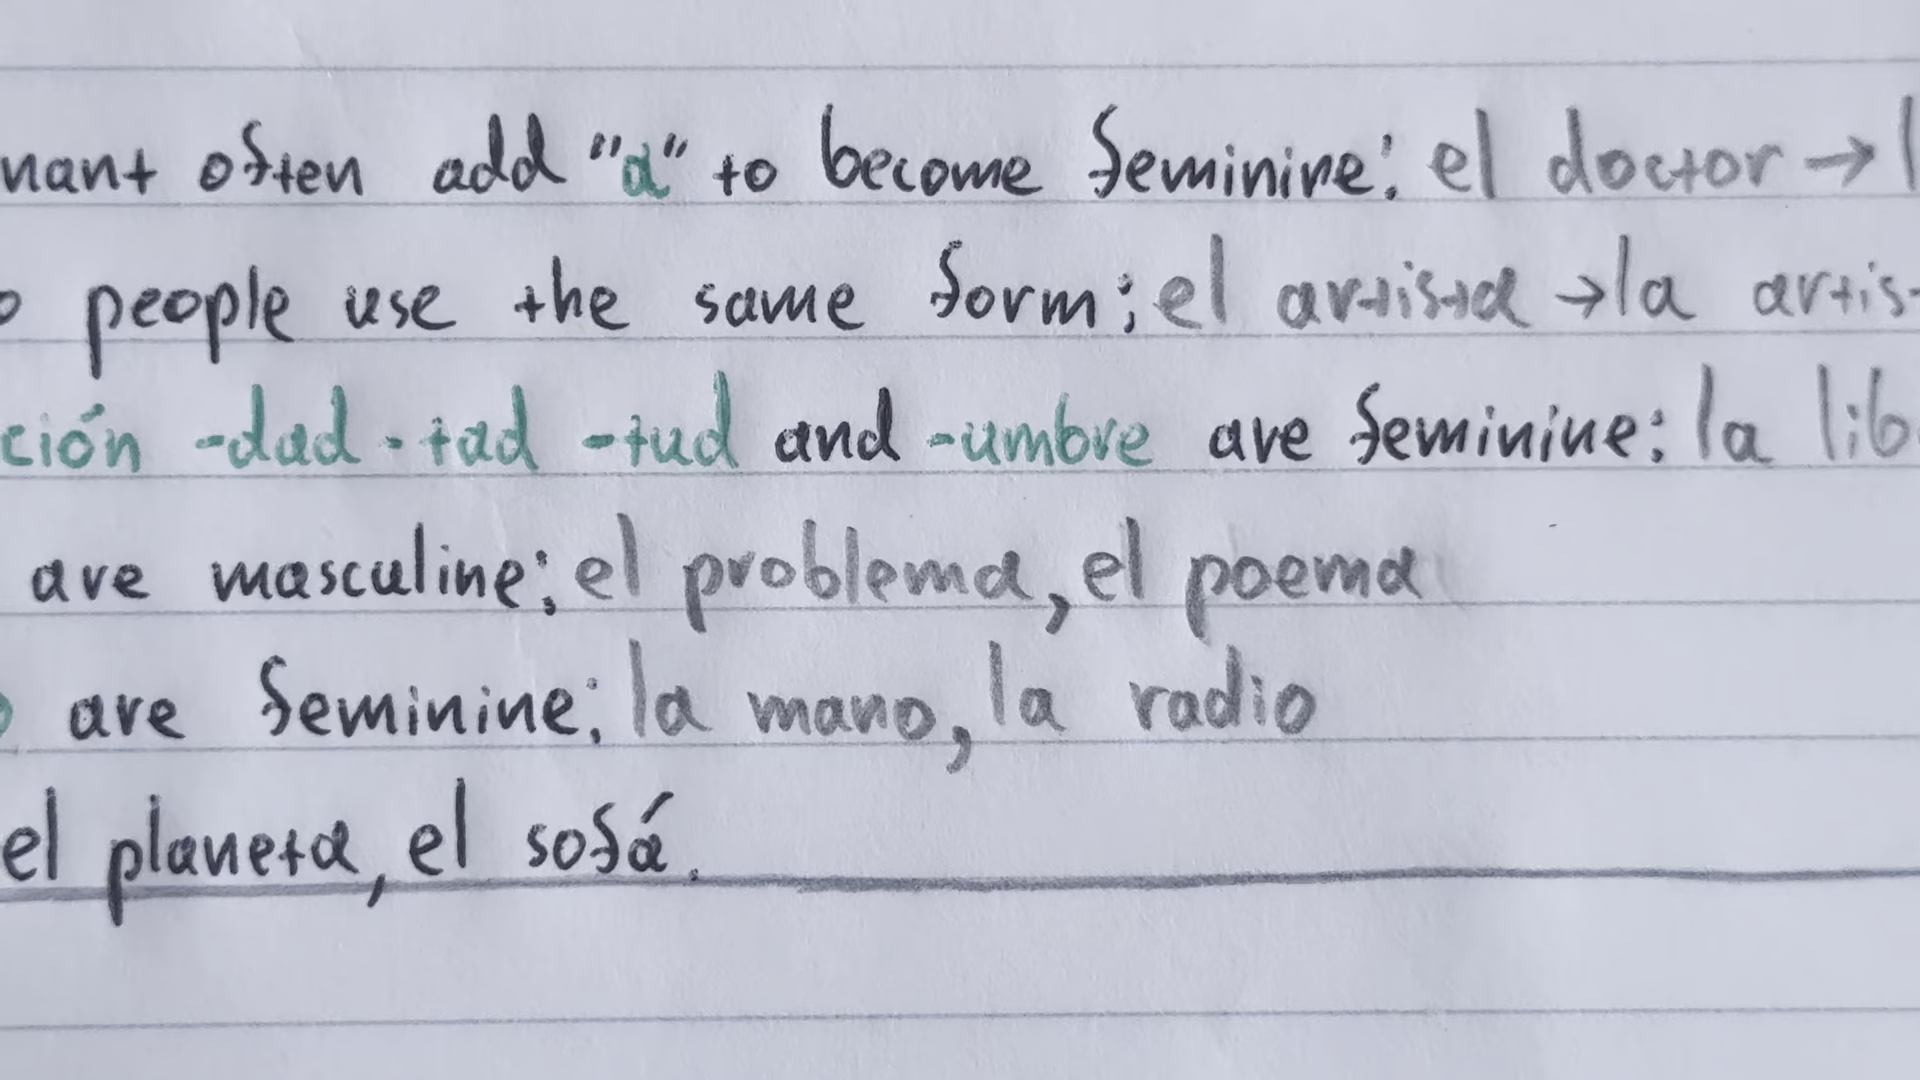 often add "a" to become feminine: el doctor →
people use the same form: el artista → la artis-
ción -dad -tad -tud and -umbre are feminine: la lib
are masculine: el problema, el poema
are feminine: la mano, la radio
el planeta, el sofá.